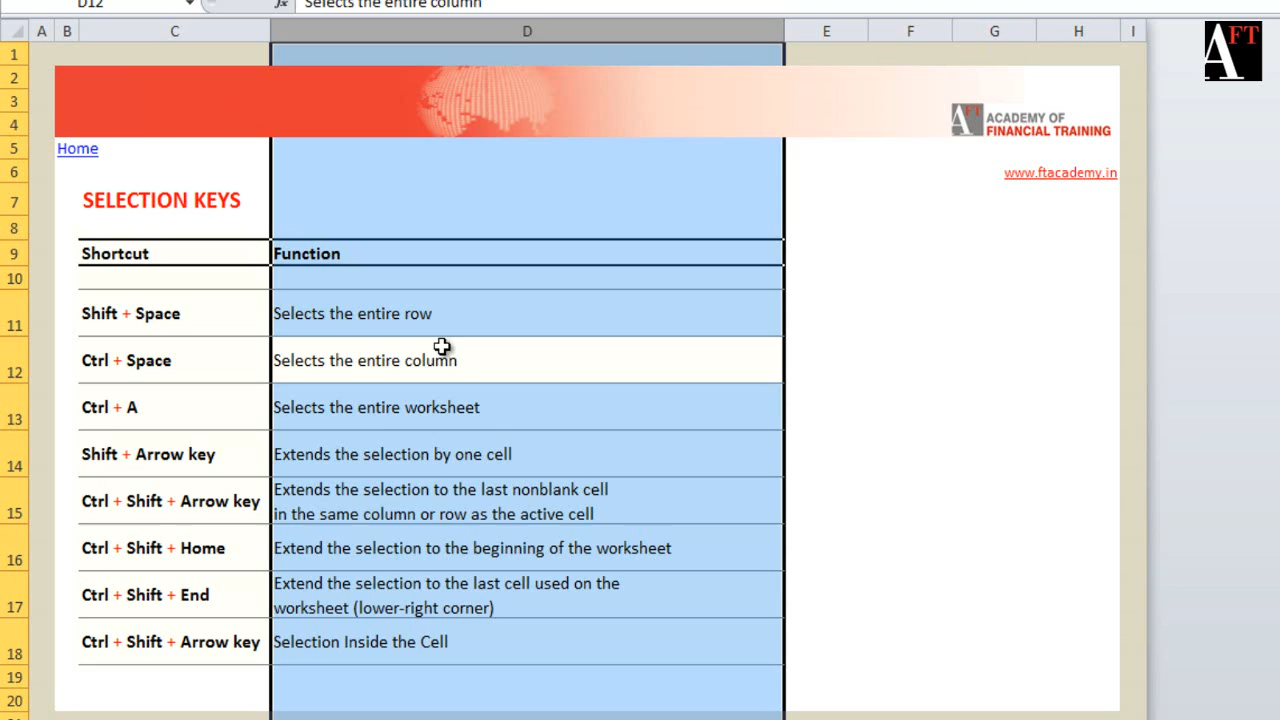 D12 fx Selects the entire column
A B C D E F G H I
1
2
3
4 AFT ACADEMY OF
FINANCIAL TRAINING
AFT
5 Home
6 www.ftacademy.in
7 SELECTION KEYS
8
9 Shortcut Function
10
11 Shift + Space Selects the entire row
12 Ctrl + Space Selects the entire column
13 Ctrl + A Selects the entire worksheet
14 Shift + Arrow key Extends the selection by one cell
15 Ctrl + Shift + Arrow key Extends the selection to the last nonblank cell
in the same column or row as the active cell
16 Ctrl + Shift + Home Extend the selection to the beginning of the worksheet
17 Ctrl + Shift + End Extend the selection to the last cell used on the
worksheet (lower-right corner)
18 Ctrl + Shift + Arrow key Selection Inside the Cell
19
20